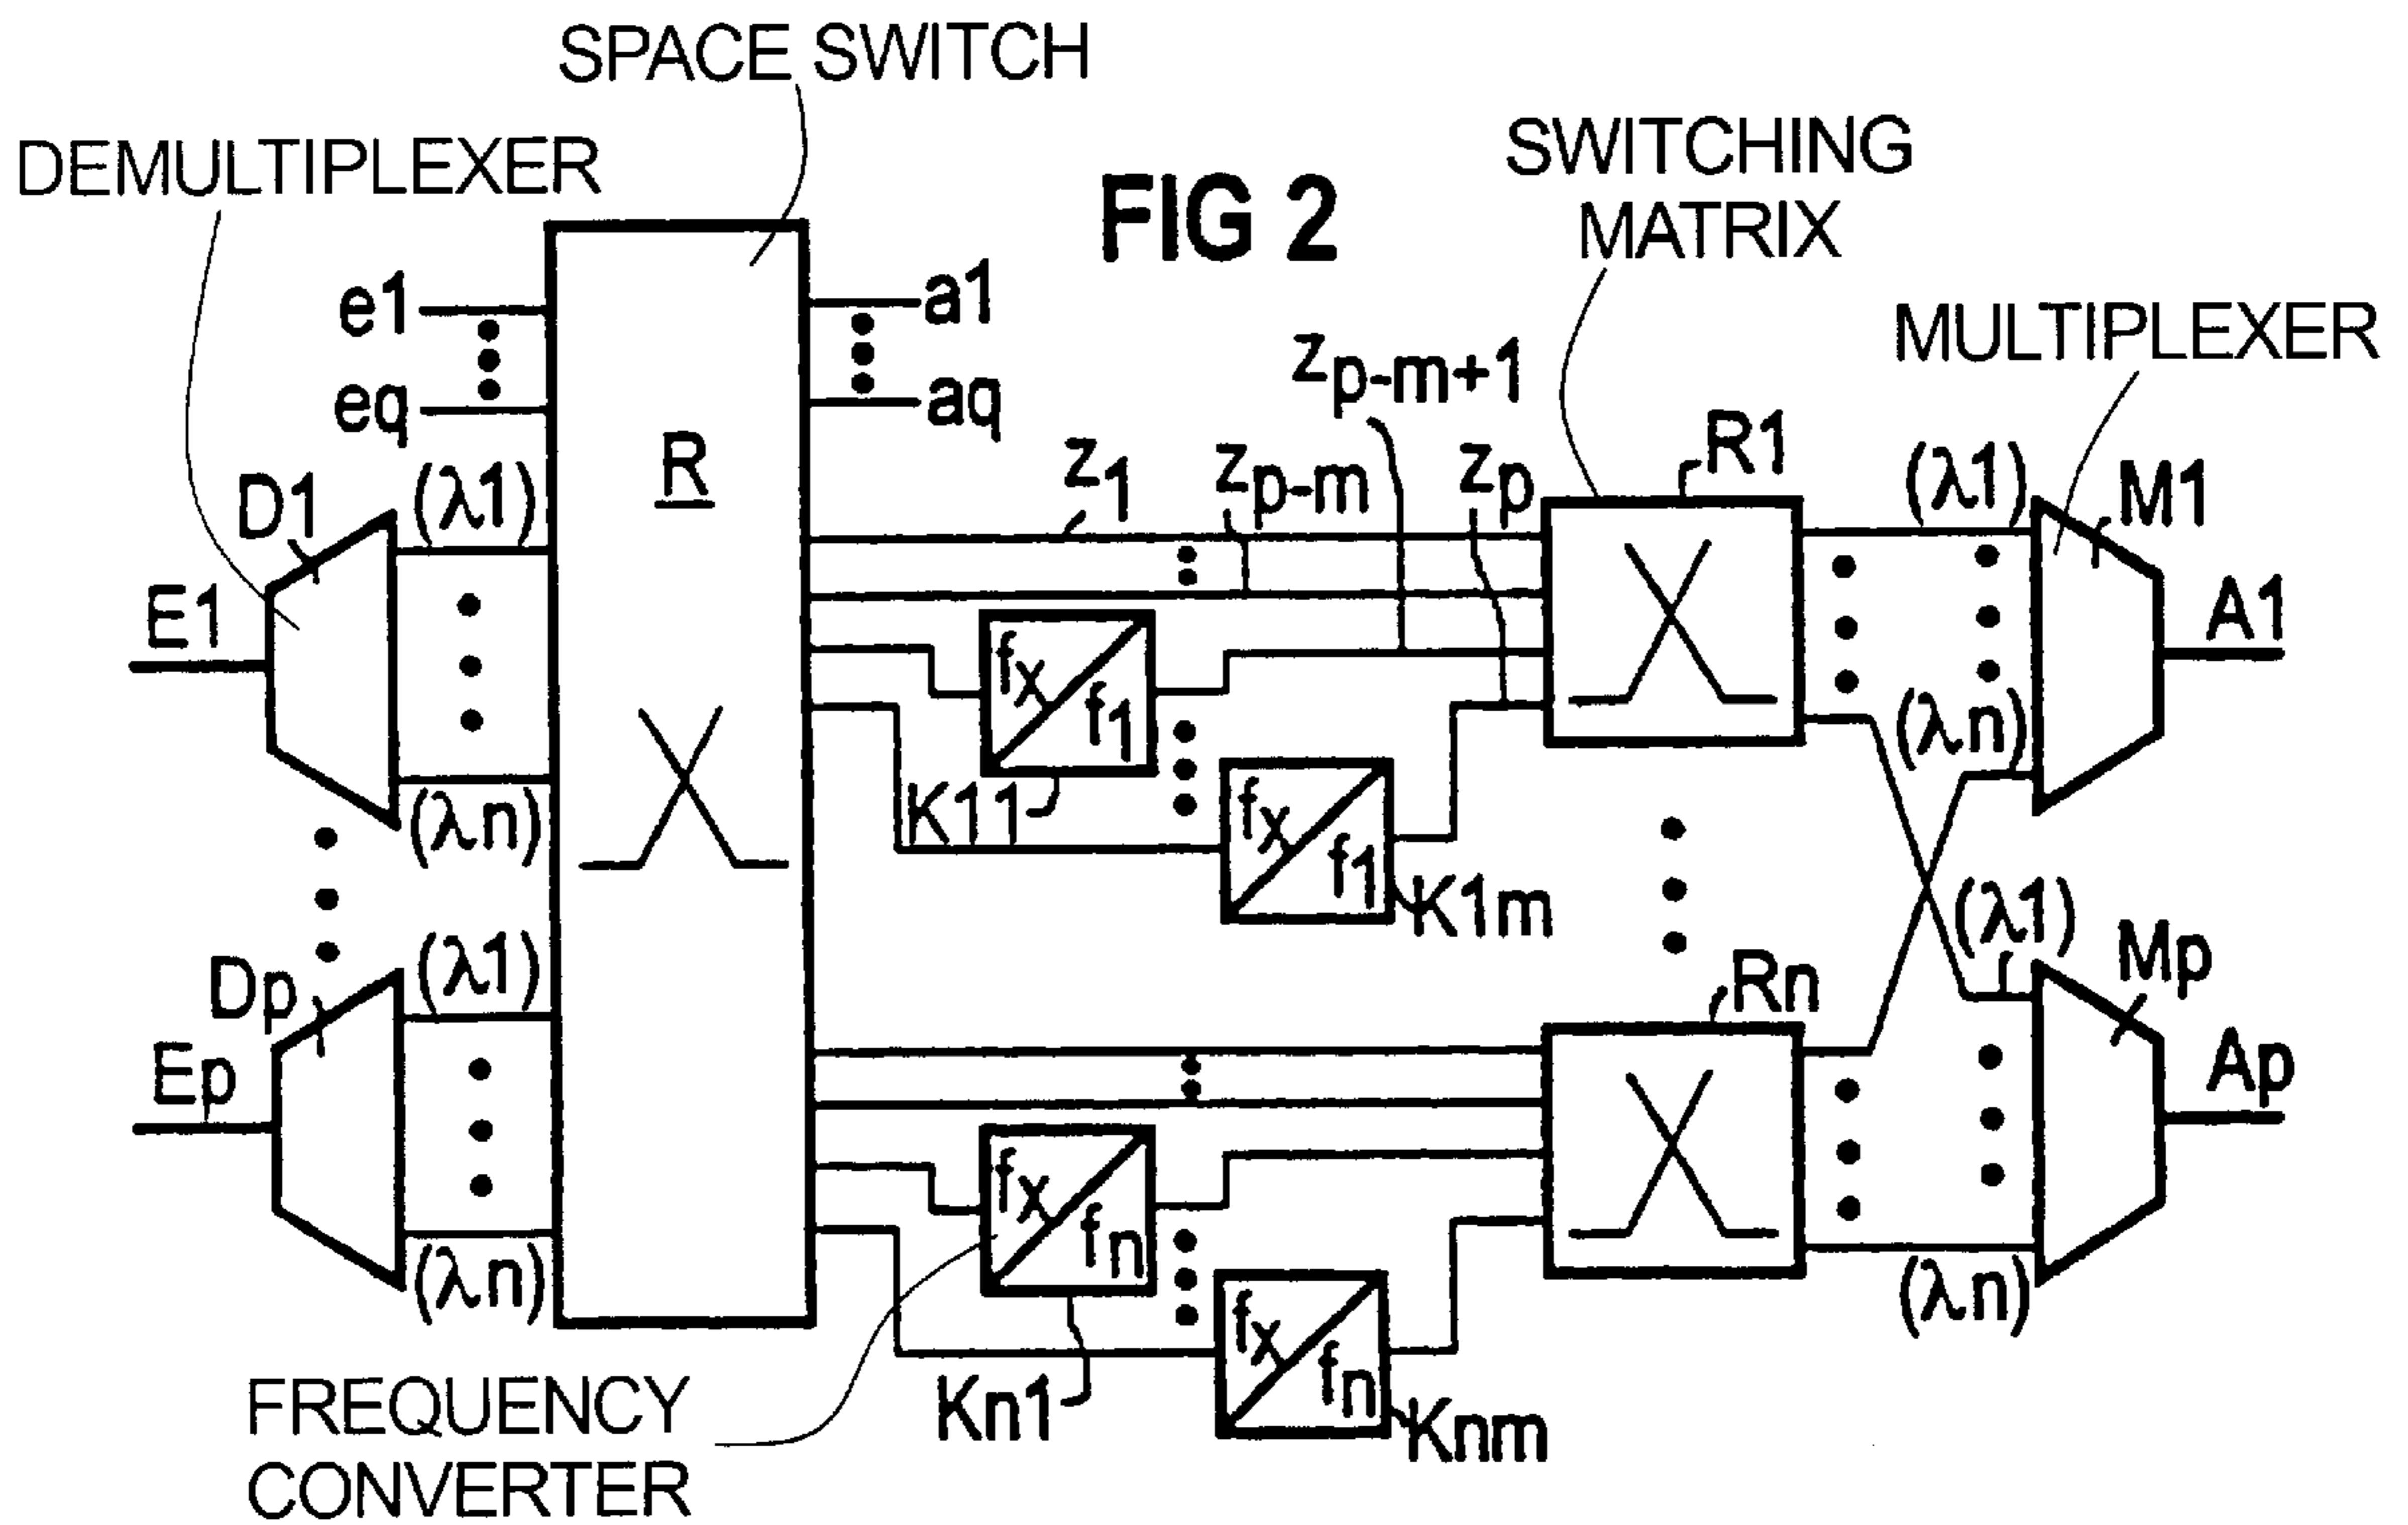 SPACE SWITCH
DEMULTIPLEXER
SWITCHING
MATRIX
FIG 2
MULTIPLEXER
e1
a1
eq
aq
R
z1
zp-m
zp-m+1
zp
R1
D1
(λ1)
(λ1)
M1
E1
A1
fx
f1
K11
(λn)
(λn)
fx
f1
K1m
Dp
(λ1)
Rn
(λ1)
Mp
Ep
Ap
fx
fn
Kn1
(λn)
(λn)
fx
fn
Knm
FREQUENCY
CONVERTER